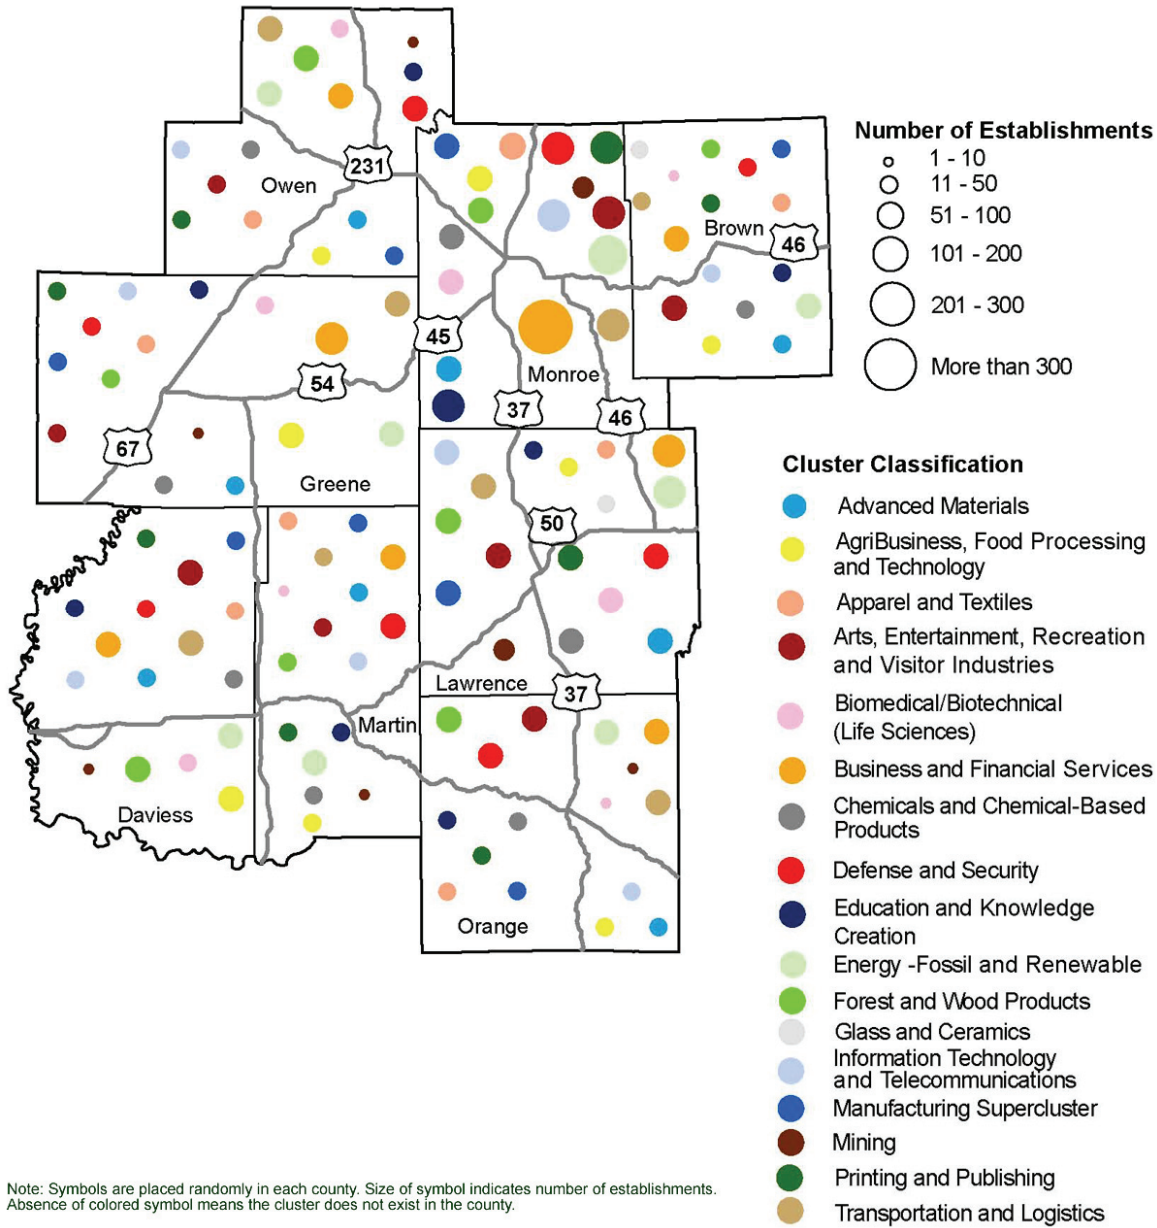 231
Owen
Brown
46
45
54
Monroe
37
46
67
Greene
50
Lawrence
37
Martin
Daviess
Orange
Number of Establishments
1 - 10
11 - 50
51 - 100
101 - 200
201 - 300
More than 300
Cluster Classification
Advanced Materials
AgriBusiness, Food Processing
and Technology
Apparel and Textiles
Arts, Entertainment, Recreation
and Visitor Industries
Biomedical/Biotechnical
(Life Sciences)
Business and Financial Services
Chemicals and Chemical-Based
Products
Defense and Security
Education and Knowledge
Creation
Energy -Fossil and Renewable
Forest and Wood Products
Glass and Ceramics
Information Technology
and Telecommunications
Manufacturing Supercluster
Mining
Printing and Publishing
Transportation and Logistics
Note: Symbols are placed randomly in each county. Size of symbol indicates number of establishments.
Absence of colored symbol means the cluster does not exist in the county.